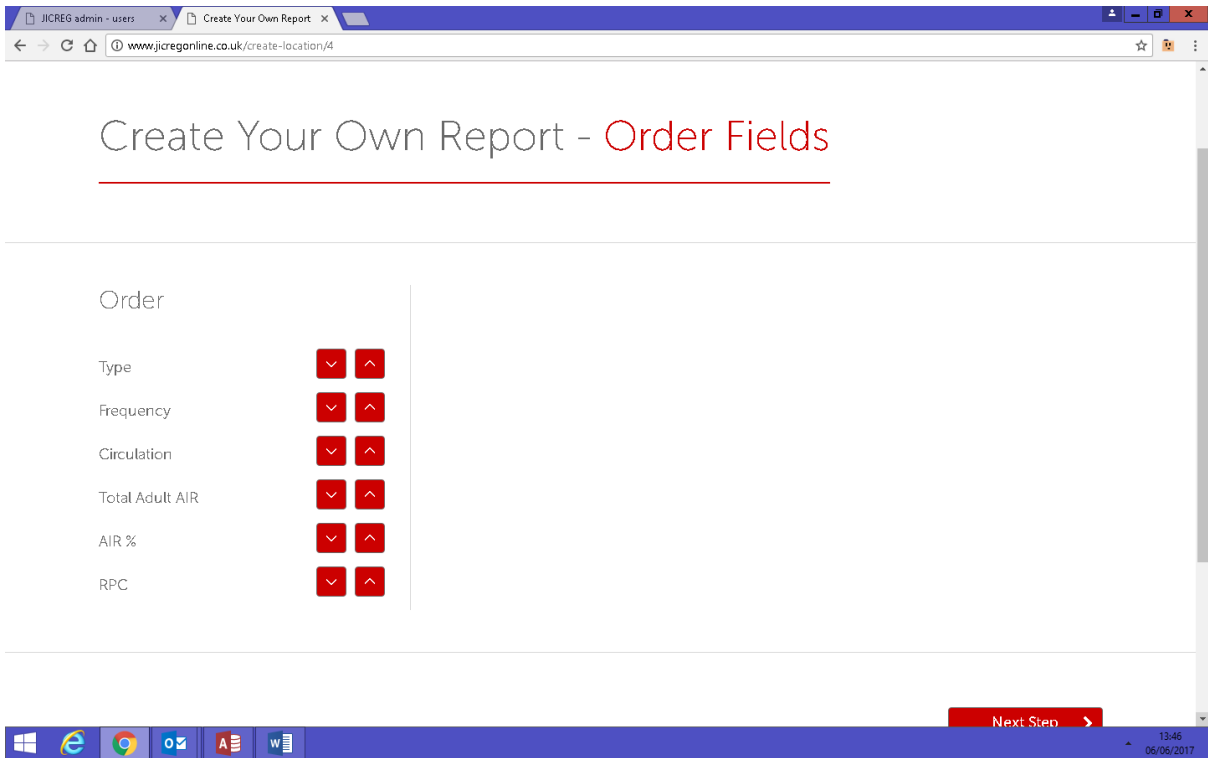 JICREG admin - users
Create Your Own Report
www.jicregonline.co.uk/create-location/4
Create Your Own Report - Order Fields
Order
Type
Frequency
Circulation
Total Adult AIR
AIR %
RPC
Next Step
13:46
06/06/2017